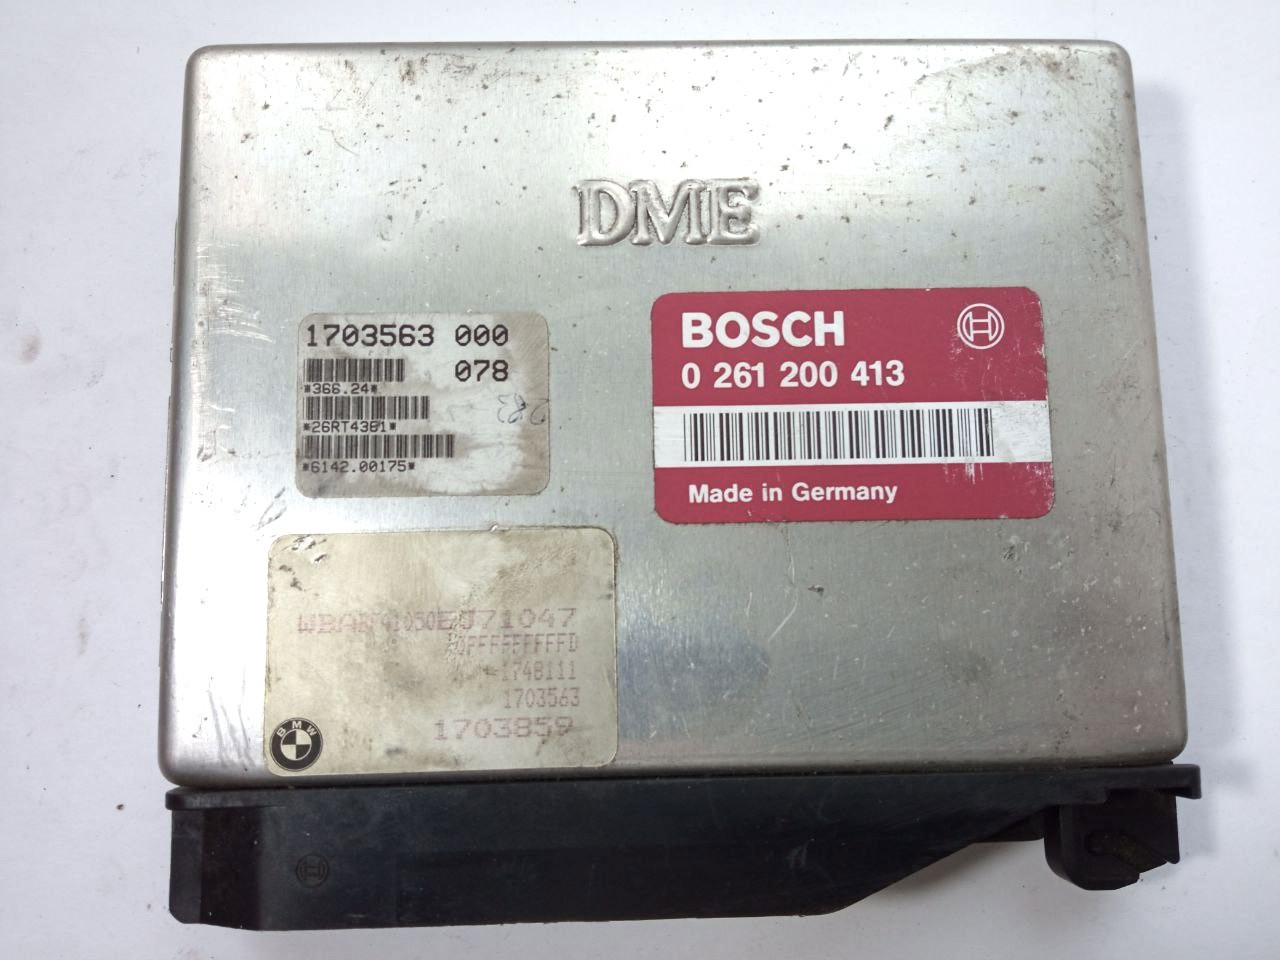 DME
1703563 000
078
*366.24*
*26RT4381*
*6142.00175*
283
BOSCH
0 261 200 413
Made in Germany
1748111
1703563
1703859
BMW